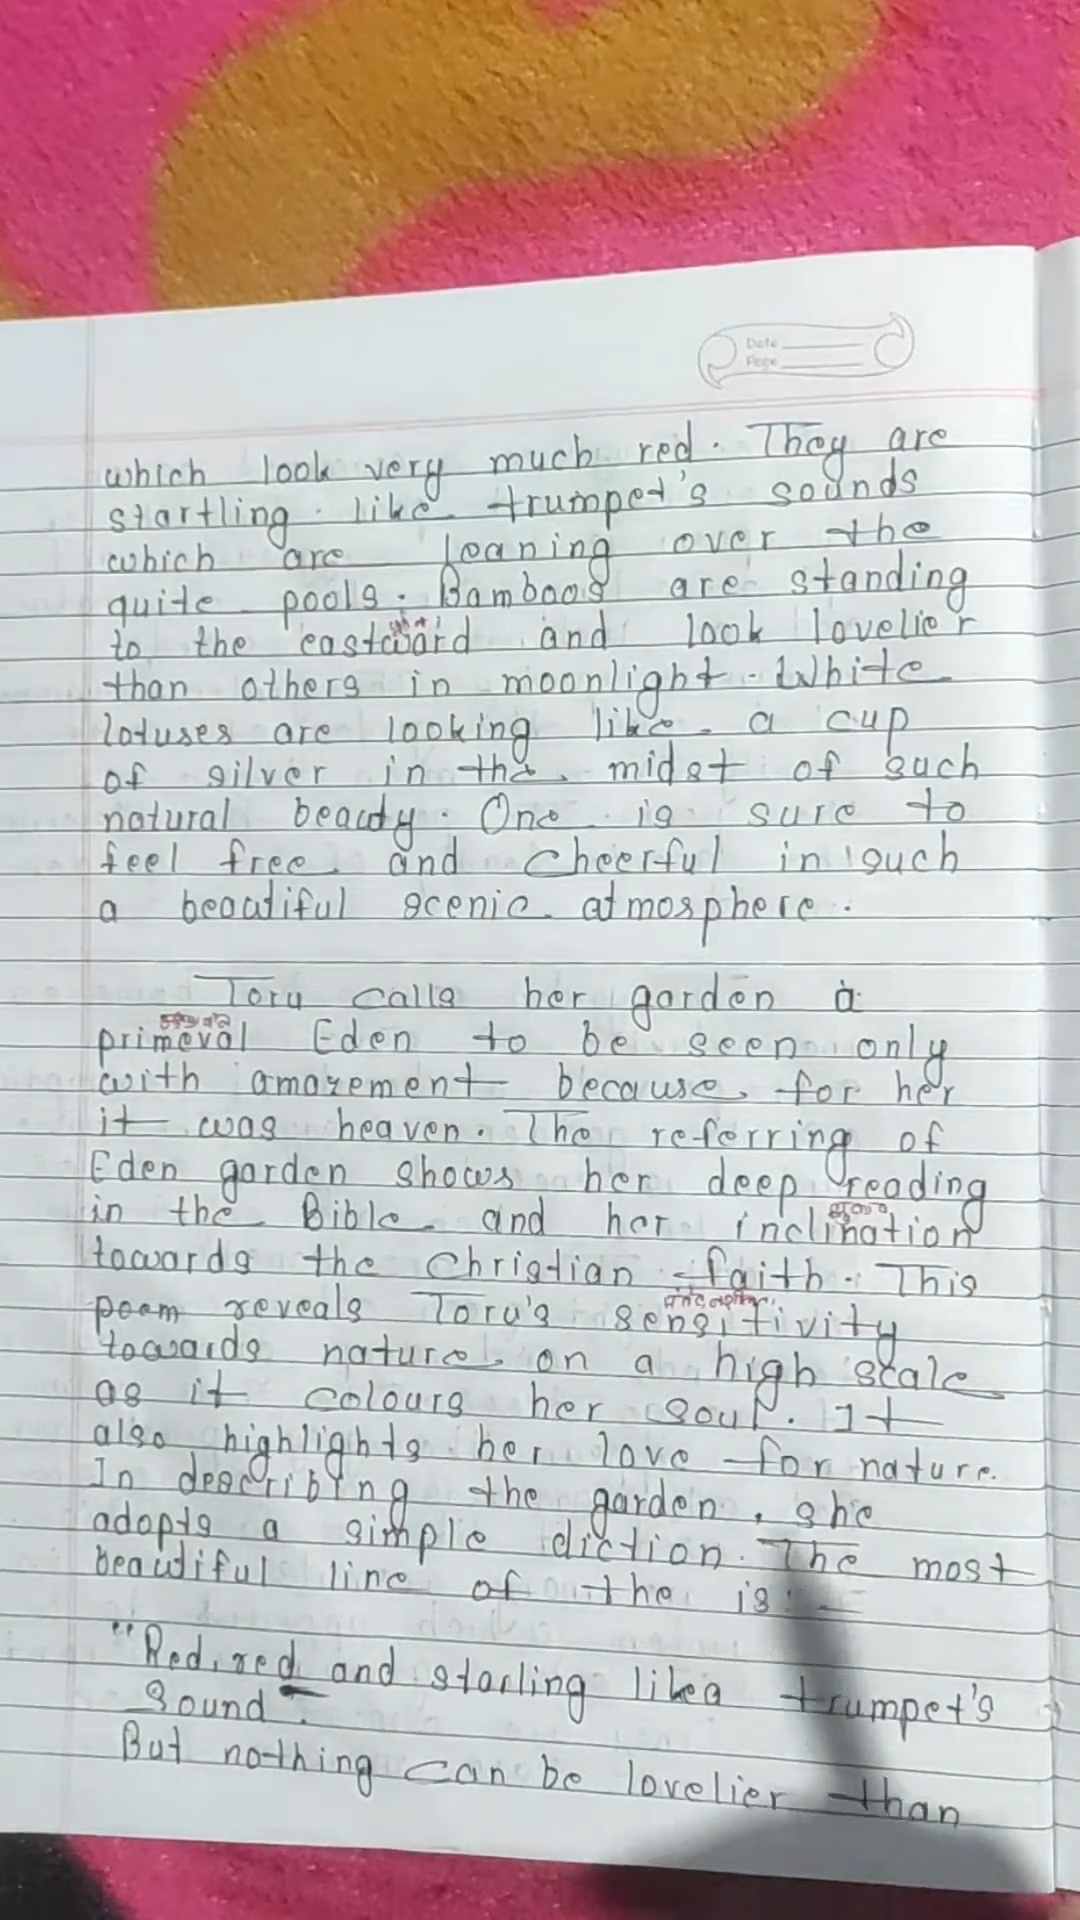 Date
Page
which look very much red. They are
startling like trumpet's sounds
which are leaning over the
quite pools. Bamboos are standing
to the eastward and look lovelier
than others in moonlight. White
lotuses are looking like a cup
of silver in the midst of such
natural beauty. One is sure to
feel free and cheerful in such
a beautiful scenic atmosphere.
Toru calls her garden a
primeval Eden to be seen only
with amazement because for her
it was heaven. The referring of
Eden garden shows her deep reading
झुकाव
in the Bible and her inclination
towards the Christian faith. This
poem reveals Toru's sensitivity
towards nature on a high scale
as it colours her soul. It
also highlights her love for nature.
In describing the garden, she
adopts a simple diction. The most
beautiful line of the is :-
"Red, red and starling like a trumpet's
sound.
But nothing can be lovelier than